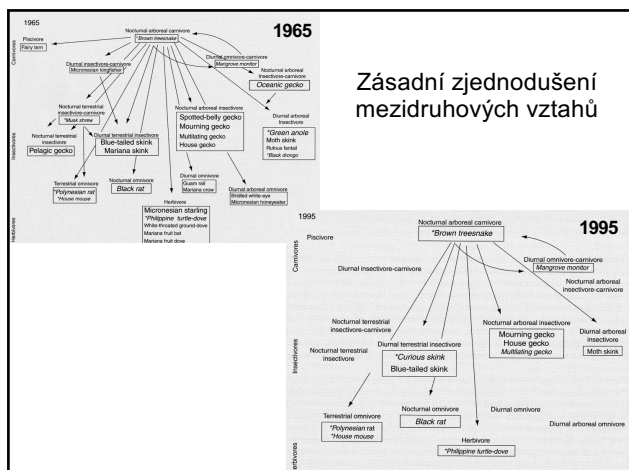 1965
1965
Nocturnal arboreal carnivore
*Brown treesnake
Piscivore
Fairy tern
Carnivores
Diurnal insectivore-carnivore
Micronesian kingfisher
Diurnal omnivore-carnivore
Mangrove monitor
Nocturnal arboreal
insectivore-carnivore
Oceanic gecko
Zásadní zjednodušení
mezidruhových vztahů
Nocturnal terrestrial
insectivore-carnivore
*Musk shrew
Nocturnal arboreal insectivore
Spotted-belly gecko
Mourning gecko
Mutilating gecko
House gecko
Diurnal arboreal
insectivore
*Green anole
Moth skink
Rufous fantail
*Black drongo
Insectivores
Nocturnal terrestrial
insectivore
Pelagic gecko
Diurnal terrestrial insectivore
Blue-tailed skink
Mariana skink
Terrestrial omnivore
*Polynesian rat
*House mouse
Nocturnal omnivore
Black rat
Diurnal omnivore
Guam rail
Mariana crow
Diurnal arboreal omnivore
Bridled white-eye
Micronesian honeyeater
Herbivores
Herbivore
Micronesian starling
*Philippine turtle-dove
White-throated ground-dove
Mariana fruit bat
Mariana fruit dove
1995
1995
Nocturnal arboreal carnivore
*Brown treesnake
Piscivore
Carnivores
Diurnal insectivore-carnivore
Diurnal omnivore-carnivore
Mangrove monitor
Nocturnal arboreal
insectivore-carnivore
Nocturnal terrestrial
insectivore-carnivore
Nocturnal arboreal insectivore
Mourning gecko
House gecko
Mutilating gecko
Diurnal arboreal
insectivore
Moth skink
Insectivores
Nocturnal terrestrial
insectivore
Diurnal terrestrial insectivore
*Curious skink
Blue-tailed skink
Terrestrial omnivore
*Polynesian rat
*House mouse
Nocturnal omnivore
Black rat
Diurnal omnivore
Diurnal arboreal omnivore
Herbivores
Herbivore
*Philippine turtle-dove